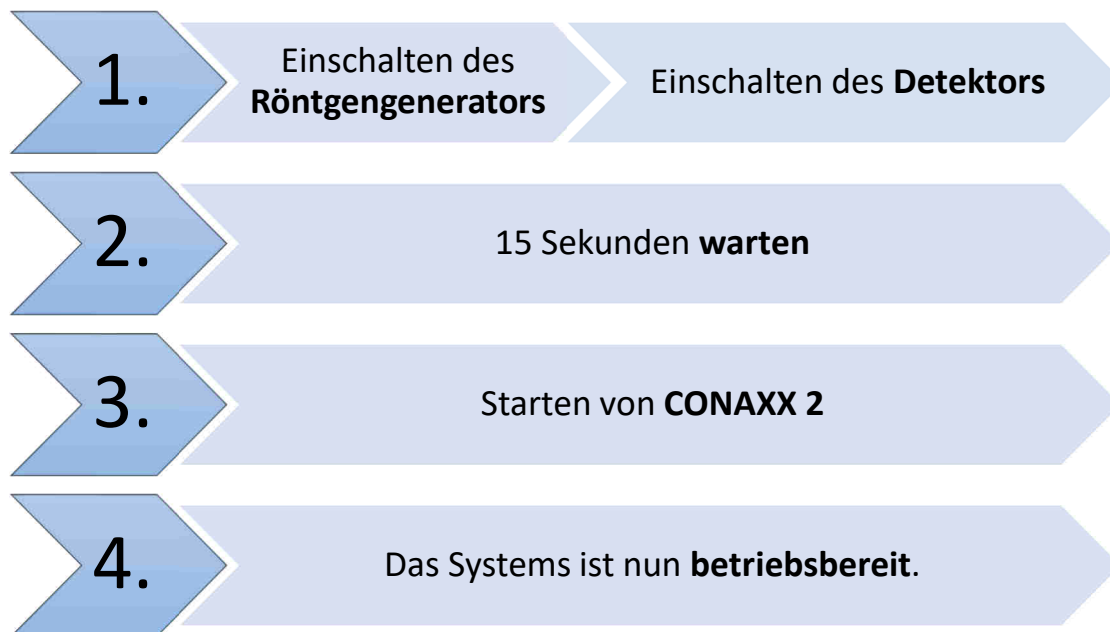 1.
Einschalten des
Röntgengenerators
Einschalten des Detektors
2.
15 Sekunden warten
3.
Starten von CONAXX 2
4.
Das Systems ist nun betriebsbereit.